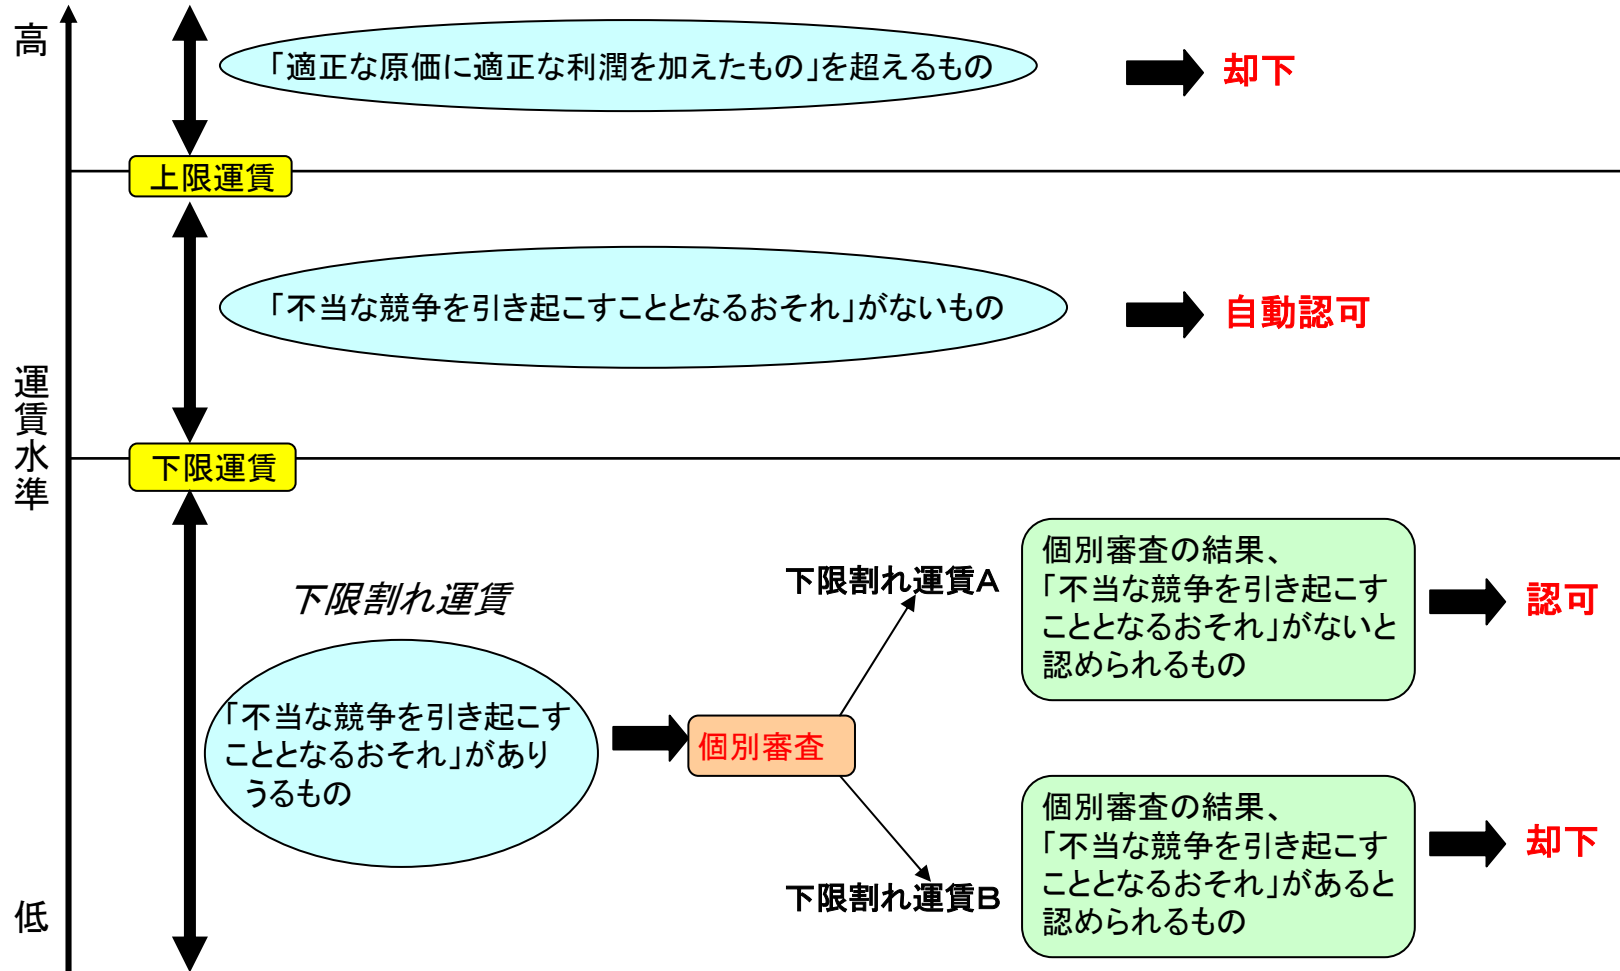 高
「適正な原価に適正な利潤を加えたもの」を超えるもの
却下
上限運賃
「不当な競争を引き起こすこととなるおそれ」がないもの
自動認可
運賃水準
下限運賃
下限割れ運賃
「不当な競争を引き起こす
こととなるおそれ」があり
うるもの
個別審査
下限割れ運賃A
個別審査の結果、
「不当な競争を引き起こす
こととなるおそれ」がないと
認められるもの
認可
下限割れ運賃B
個別審査の結果、
「不当な競争を引き起こす
こととなるおそれ」があると
認められるもの
却下
低